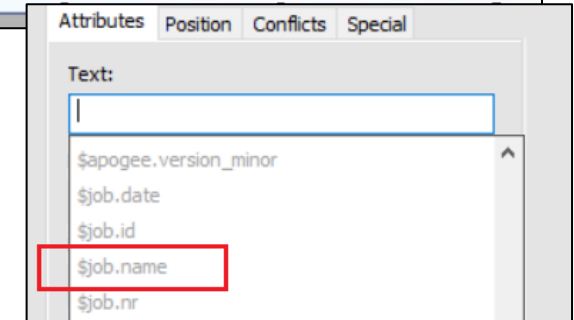 Attributes Position Conflicts Special
Text:
$apogee.version_minor
$job.date
$job.id
$job.name
$job.nr